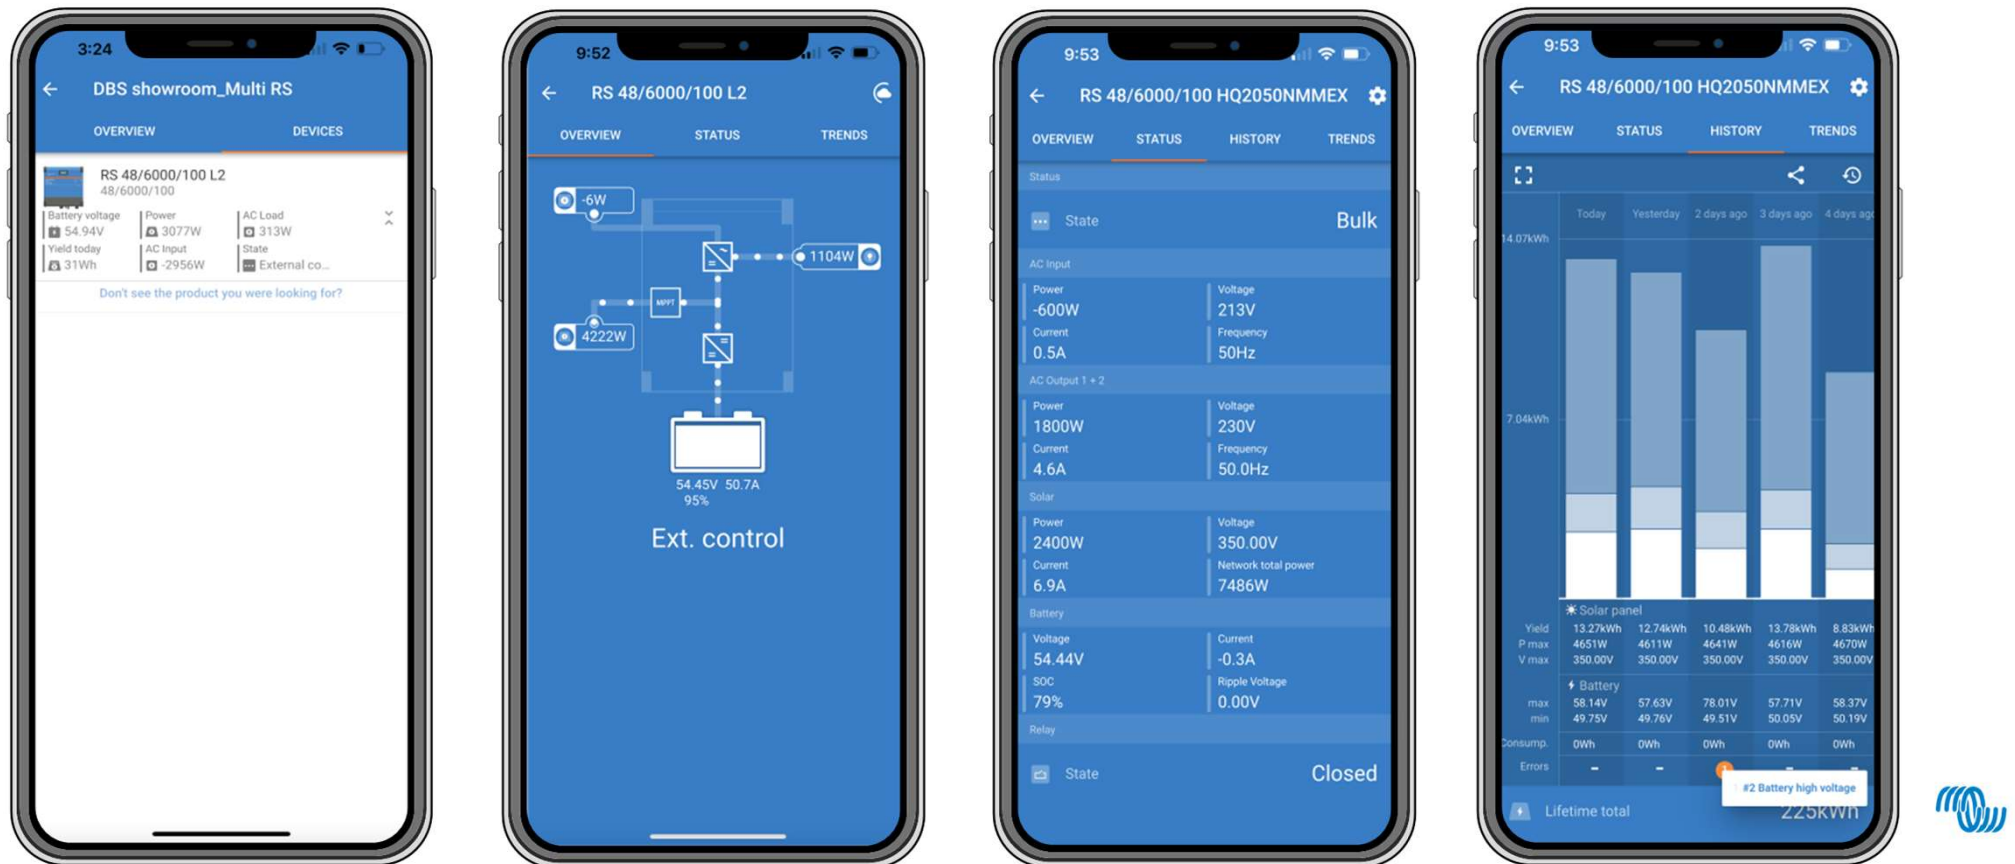 3:24
DBS showroom_Multi RS
OVERVIEW DEVICES
RS 48/6000/100 L2
48/6000/100
Battery voltage Power AC Load
54.94V 3077W 313W
Yield today AC Input State
31Wh -2956W External co...
Don't see the product you were looking for?
9:52
RS 48/6000/100 L2
OVERVIEW STATUS TRENDS
-6W
1104W
MPPT
4222W
54.45V 50.7A
95%
Ext. control
9:53
RS 48/6000/100 HQ2050NMMEX
OVERVIEW STATUS HISTORY TRENDS
Status
State Bulk
AC Input
Power Voltage
-600W 213V
Current Frequency
0.5A 50Hz
AC Output 1 + 2
Power Voltage
1800W 230V
Current Frequency
4.6A 50.0Hz
Solar
Power Voltage
2400W 350.00V
Current Network total power
6.9A 7486W
Battery
Voltage Current
54.44V -0.3A
SOC Ripple Voltage
79% 0.00V
Relay
State Closed
9:53
RS 48/6000/100 HQ2050NMMEX
OVERVIEW STATUS HISTORY TRENDS
Today Yesterday 2 days ago 3 days ago 4 days ago
14.07kWh
7.04kWh
Solar panel
Yield 13.27kWh 12.74kWh 10.48kWh 13.78kWh 8.83kWh
P max 4651W 4611W 4641W 4616W 4670W
V max 350.00V 350.00V 350.00V 350.00V 350.00V
Battery
max 58.14V 57.63V 78.01V 57.71V 58.37V
min 49.75V 49.76V 49.51V 50.05V 50.19V
Consump. 0Wh 0Wh 0Wh 0Wh 0Wh
Errors - - 1 - -
#2 Battery high voltage
Lifetime total 225kWh